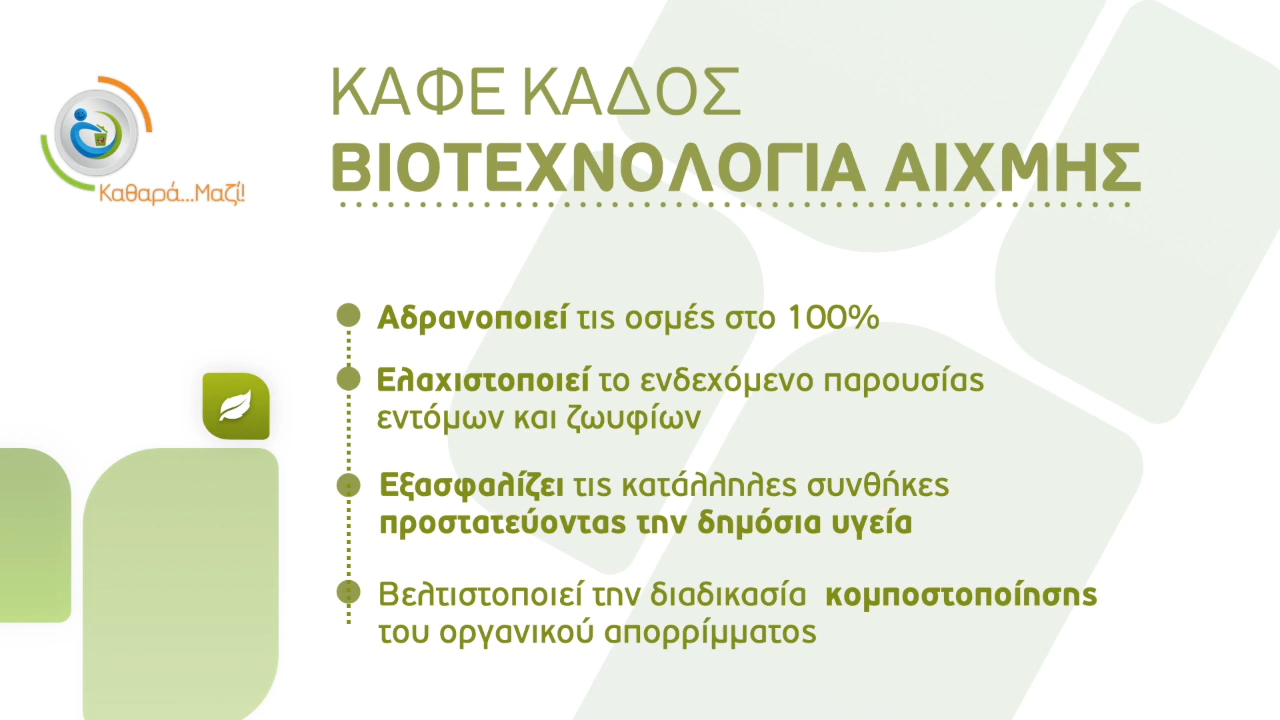 ΚΑΦΕ ΚΑΔΟΣ
ΒΙΟΤΕΧΝΟΛΟΓΙΑ ΑΙΧΜΗΣ
Καθαρά...Μαζί!
Αδρανοποιεί τις οσμές στο 100%
Ελαχιστοποιεί το ενδεχόμενο παρουσίας
εντόμων και ζωυφίων
Εξασφαλίζει τις κατάλληλες συνθήκες
προστατεύοντας την δημόσια υγεία
Βελτιστοποιεί την διαδικασία κομποστοποίησης
του οργανικού απορρίμματος